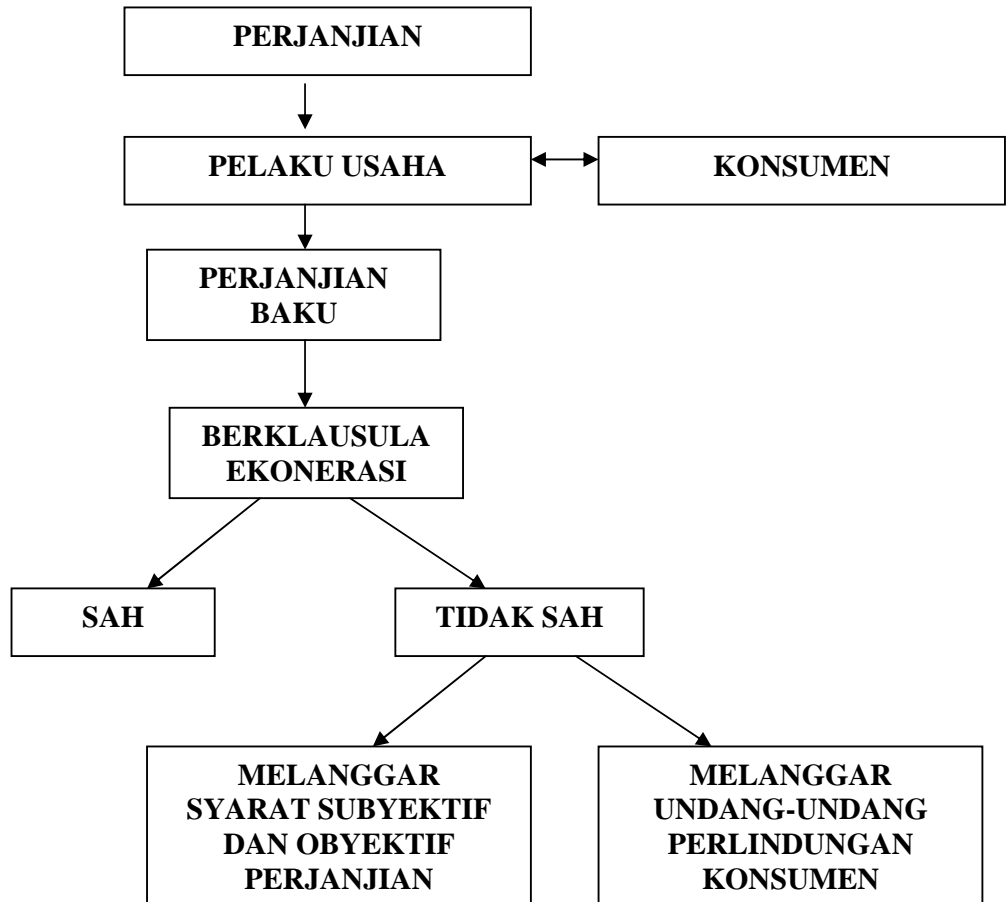 PERJANJIAN
PELAKU USAHA
KONSUMEN
PERJANJIAN
BAKU
BERKLAUSULA
EKONERASI
SAH
TIDAK SAH
MELANGGAR
SYARAT SUBYEKTIF
DAN OBYEKTIF
PERJANJIAN
MELANGGAR
UNDANG-UNDANG
PERLINDUNGAN
KONSUMEN